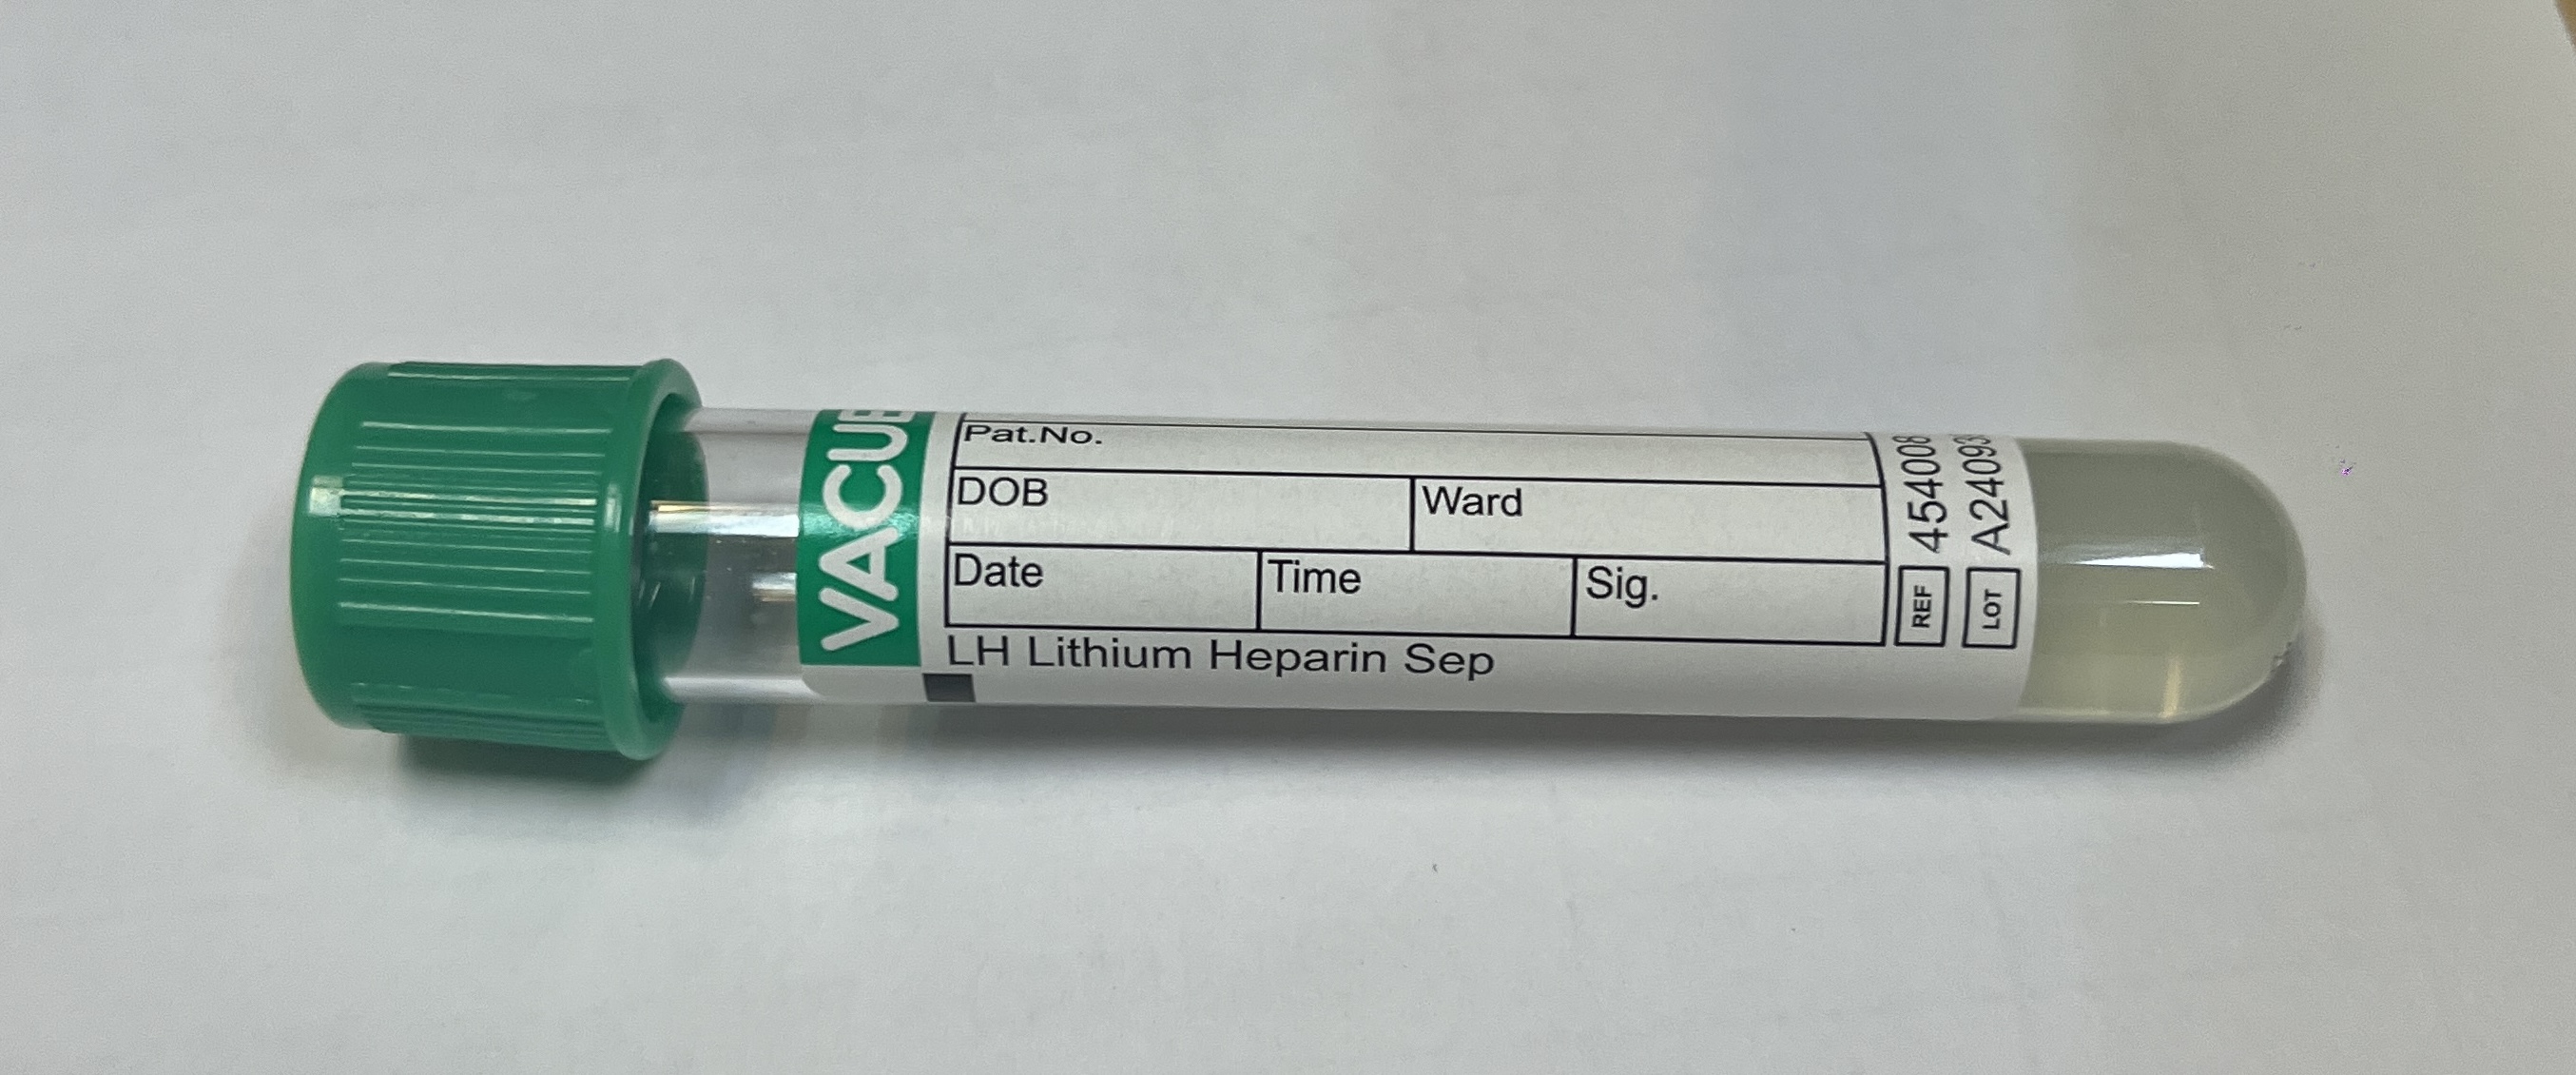 VACUE
Pat.No.
DOB
Ward
Date
Time
Sig.
LH Lithium Heparin Sep
REF 454008
LOT A24093